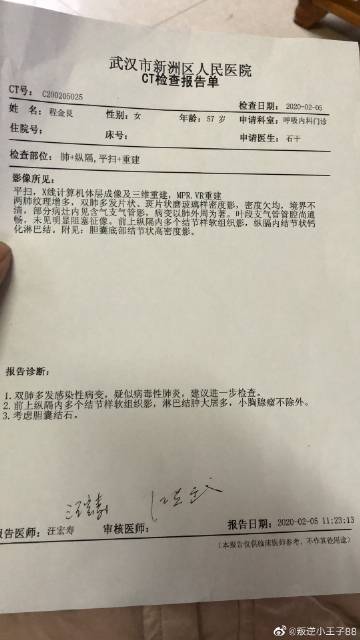 武汉市新洲区人民医院
CT检查报告单
CT号: C200205025 检查日期: 2020-02-05
姓 名: 程金良 性别: 女 年龄: 57 岁 申请科室: 呼吸内科门诊
住院号: 床号: 申请医生: 石干
检查部位: 肺+纵隔,平扫+重建
影像所见:
平扫, X线计算机体层成像及三维重建, MPR.VR重建
两肺纹理增多, 双肺多发片状、斑片状磨玻璃样密度影, 密度欠均, 境界不
清, 部分病灶内见含气支气管影, 病变以肺外周为著。叶段支气管管腔尚通
畅, 未见明显阻塞征像。前上纵隔内多个结节样软组织影, 纵隔内结节状钙
化淋巴结。附见: 胆囊底部结节状高密度影。
报告诊断:
1. 双肺多发感染性病变, 疑似病毒性肺炎, 建议进一步检查。
2. 前上纵隔内多个结节样软组织影, 淋巴结肿大居多, 小胸腺瘤不除外。
3. 考虑胆囊结石。
汪宏寿
报告医师: 汪宏寿 审核医师: 报告日期: 2020-02-05 11:23:13
(本报告仅供临床医师参考, 不作其他用途)
@叛逆小王子88